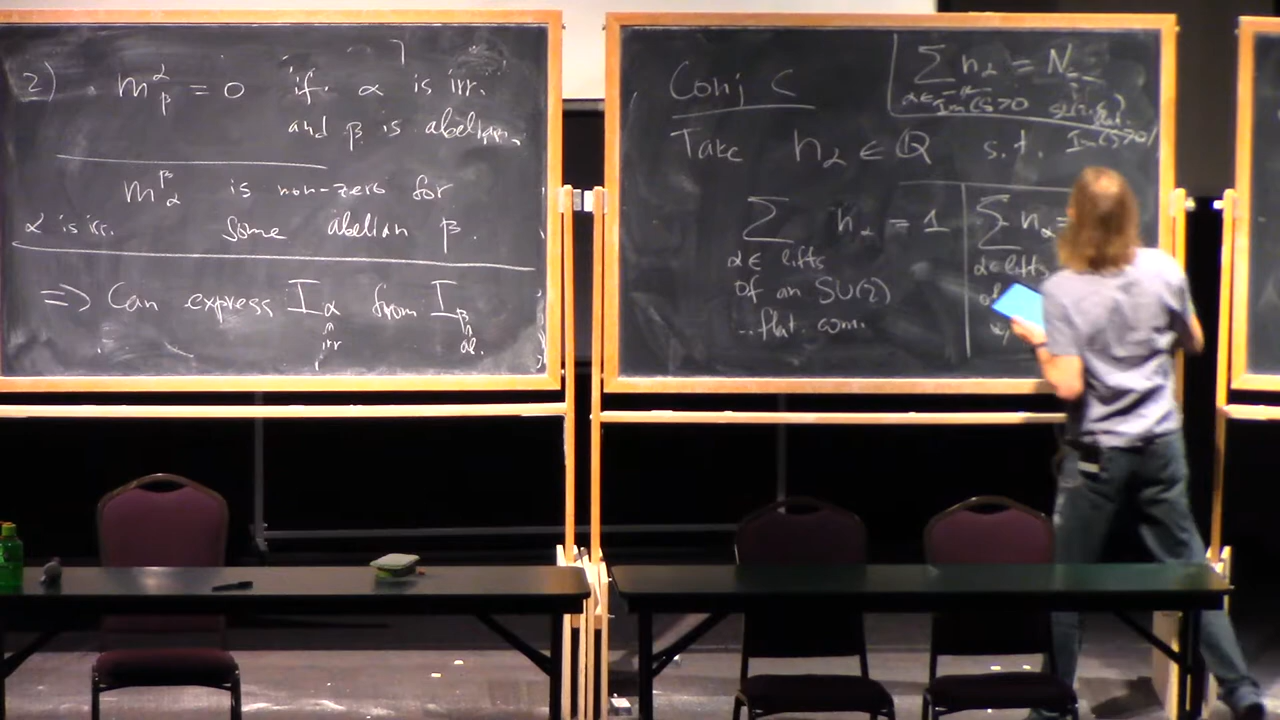 2) m^α_β = 0 if α is irr.
and β is abelian.
m^β_α is non-zero for
α is irr. some abelian β.
=> Can express I_α from I_β
irr ab.
Conj C
∑ n_α = N
Im(S>0
Im(S>0)
Take n_α ∈ Q s.t.
∑ n_α = 1
α ∈ lifts
of an SU(2)
flat. conn.
∑ n_α =
α ∈ lifts